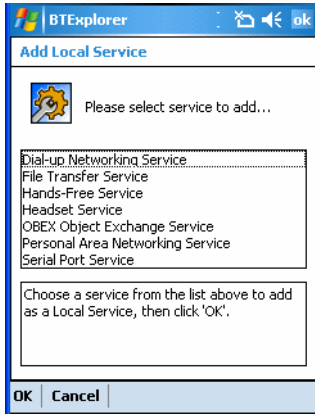 BTExplorer ok
Add Local Service
Please select service to add...
Dial-up Networking Service
File Transfer Service
Hands-Free Service
Headset Service
OBEX Object Exchange Service
Personal Area Networking Service
Serial Port Service
Choose a service from the list above to add
as a Local Service, then click 'OK'.
OK Cancel